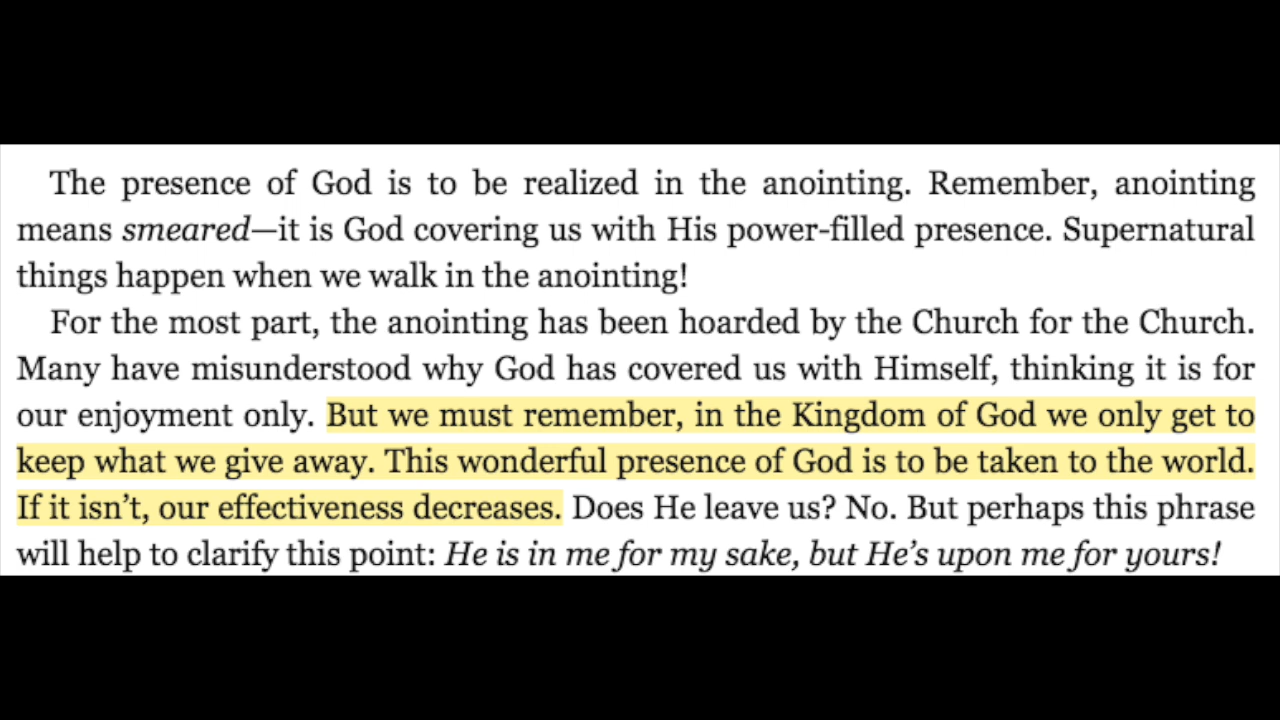 The presence of God is to be realized in the anointing. Remember, anointing
means smeared—it is God covering us with His power-filled presence. Supernatural
things happen when we walk in the anointing!
For the most part, the anointing has been hoarded by the Church for the Church.
Many have misunderstood why God has covered us with Himself, thinking it is for
our enjoyment only. But we must remember, in the Kingdom of God we only get to
keep what we give away. This wonderful presence of God is to be taken to the world.
If it isn’t, our effectiveness decreases. Does He leave us? No. But perhaps this phrase
will help to clarify this point: He is in me for my sake, but He’s upon me for yours!